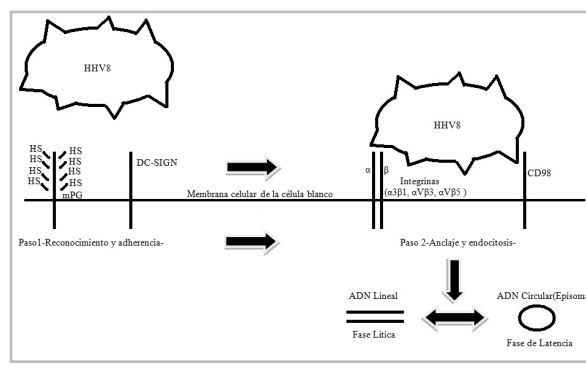 HHV8
HHV8
HS HS
HS HS
HS HS
HS HS
mPG
DC-SIGN
α β
Integrinas
(α3β1, αVβ3, αVβ5 )
CD98
Membrana celular de la célula blanco
Paso1-Reconocimiento y adherencia-
Paso 2-Anclaje y endocitosis-
ADN Lineal
ADN Circular(Episoma
Fase Lítica
Fase de Latencia